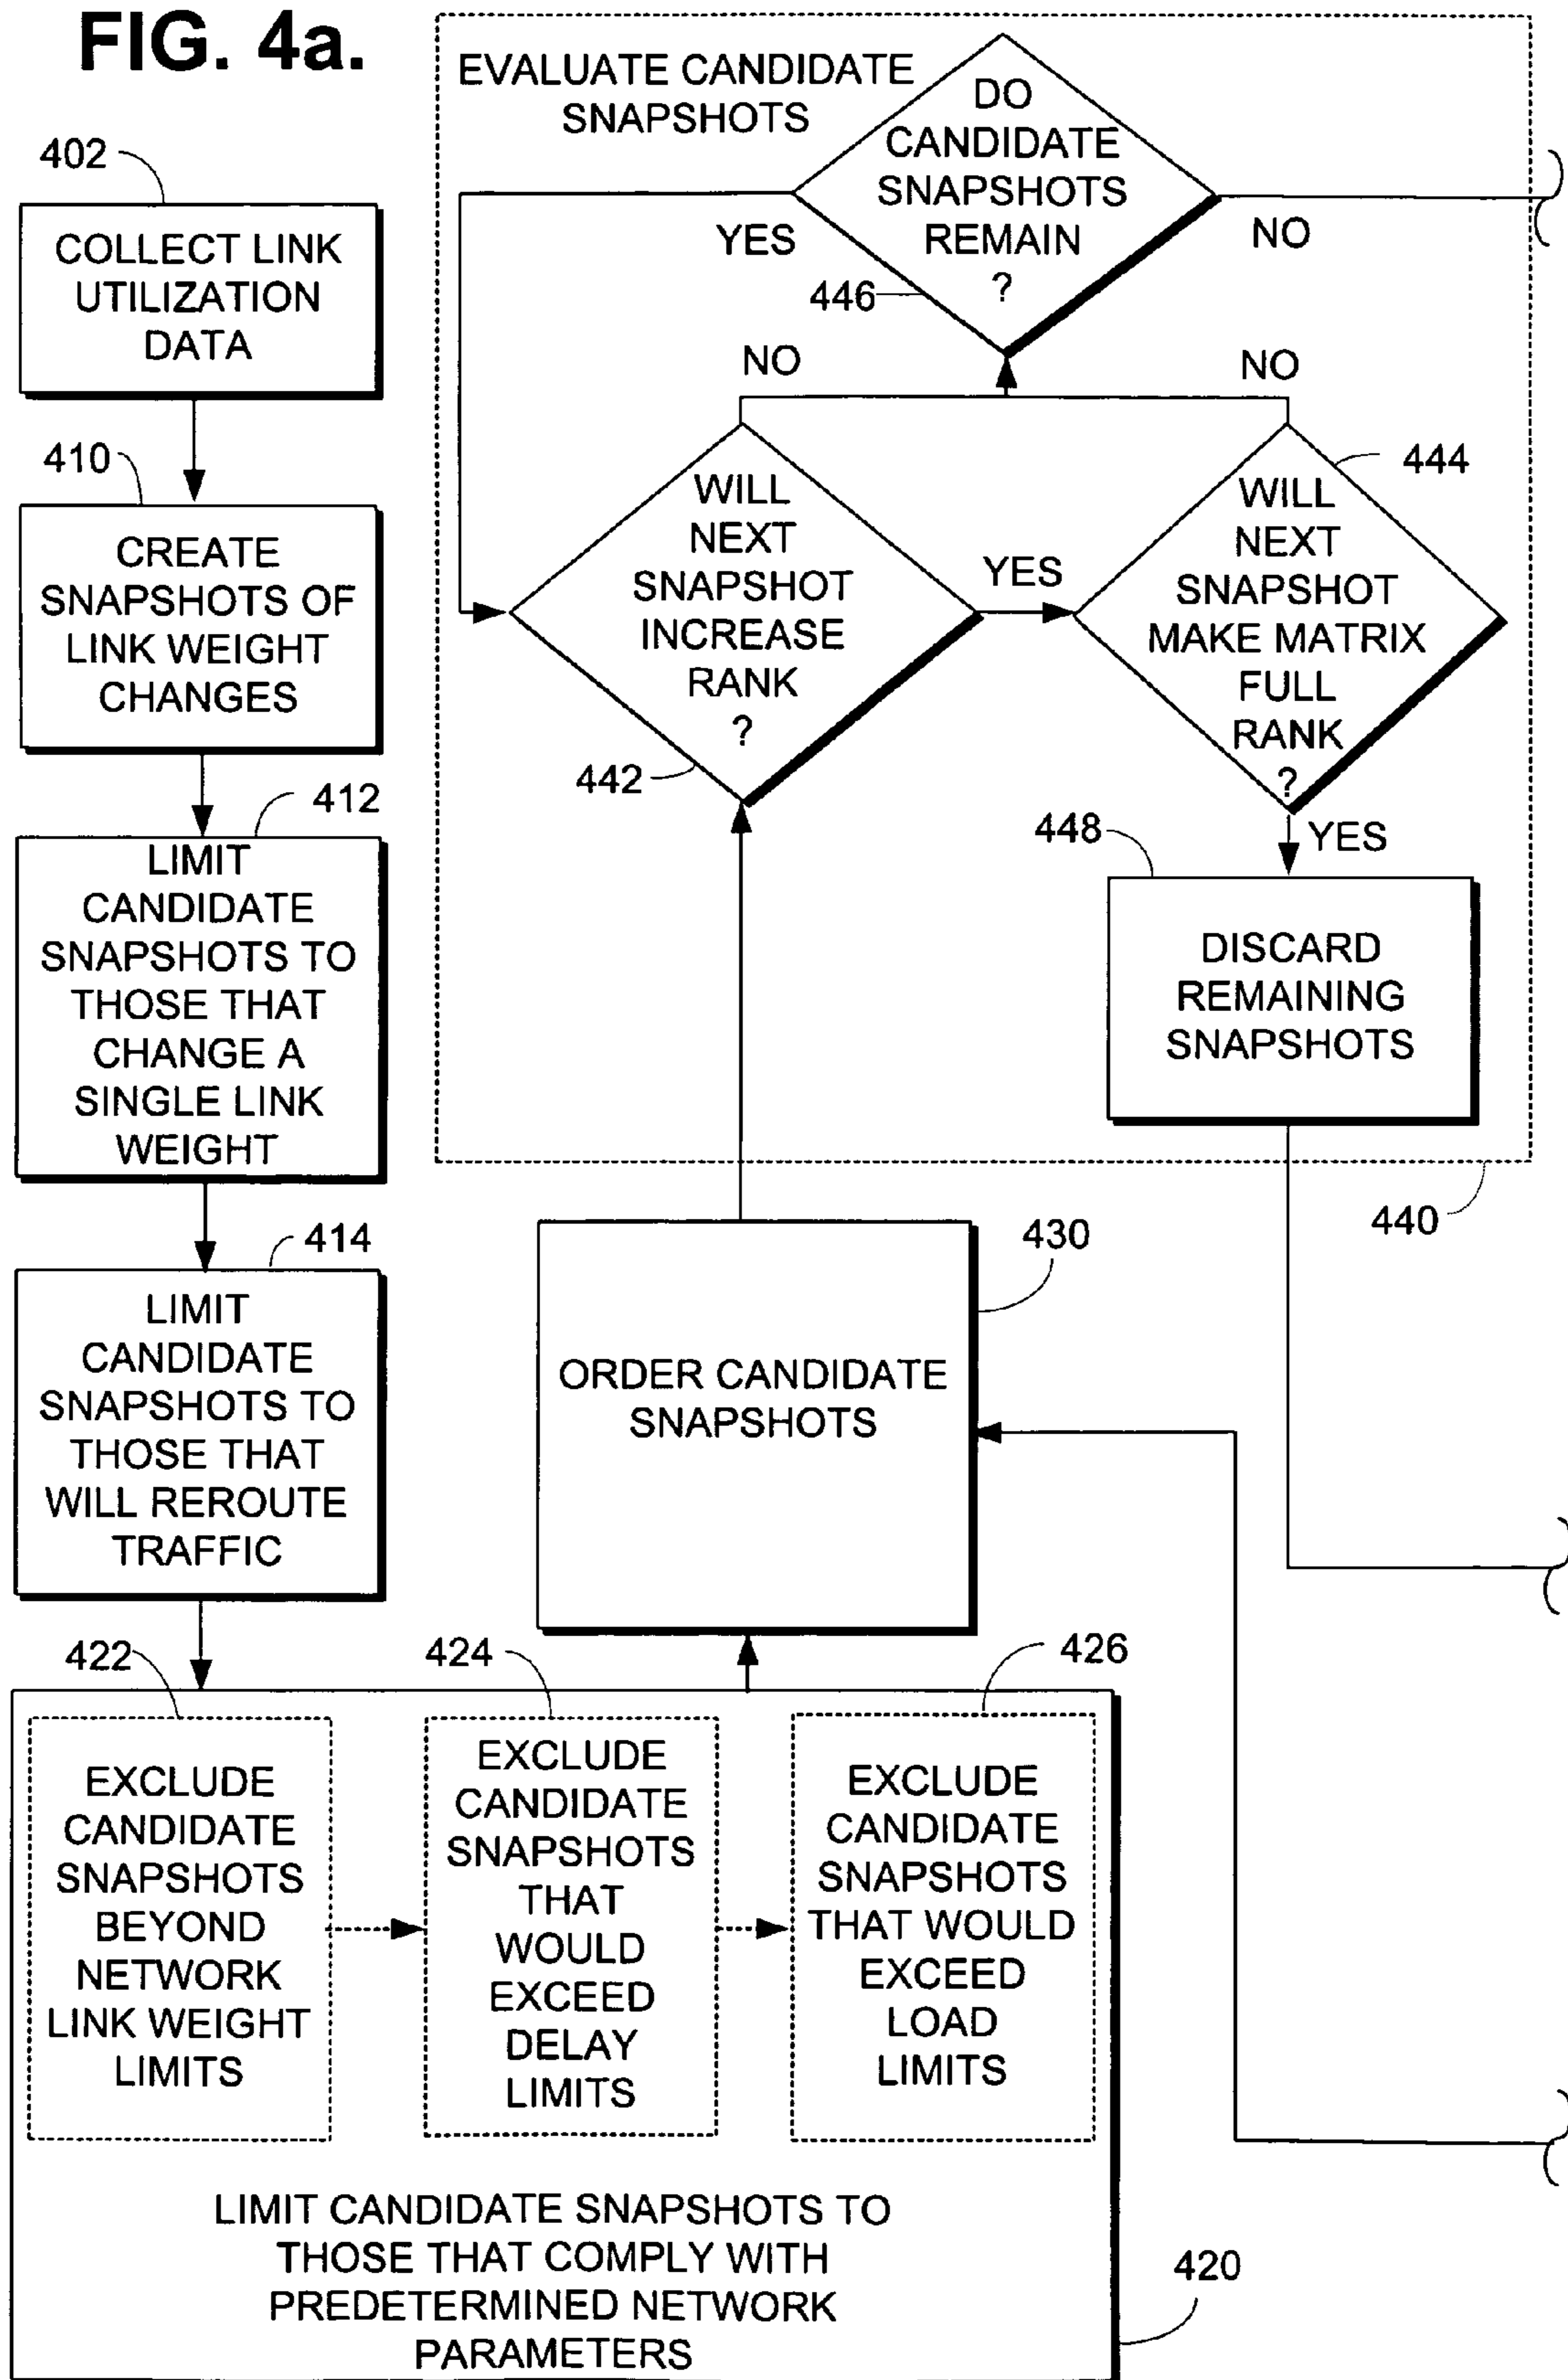 FIG. 4a.
402
COLLECT LINK
UTILIZATION
DATA
410
CREATE
SNAPSHOTS OF
LINK WEIGHT
CHANGES
412
LIMIT
CANDIDATE
SNAPSHOTS TO
THOSE THAT
CHANGE A
SINGLE LINK
WEIGHT
414
LIMIT
CANDIDATE
SNAPSHOTS TO
THOSE THAT
WILL REROUTE
TRAFFIC
422
EXCLUDE
CANDIDATE
SNAPSHOTS
BEYOND
NETWORK
LINK WEIGHT
LIMITS
424
EXCLUDE
CANDIDATE
SNAPSHOTS
THAT
WOULD
EXCEED
DELAY
LIMITS
426
EXCLUDE
CANDIDATE
SNAPSHOTS
THAT WOULD
EXCEED
LOAD
LIMITS
LIMIT CANDIDATE SNAPSHOTS TO
THOSE THAT COMPLY WITH
PREDETERMINED NETWORK
PARAMETERS
420
430
ORDER CANDIDATE
SNAPSHOTS
EVALUATE CANDIDATE
SNAPSHOTS
DO
CANDIDATE
SNAPSHOTS
REMAIN
?
446
YES
NO
NO
NO
WILL
NEXT
SNAPSHOT
INCREASE
RANK
?
442
YES
444
WILL
NEXT
SNAPSHOT
MAKE MATRIX
FULL
RANK
?
YES
448
DISCARD
REMAINING
SNAPSHOTS
440